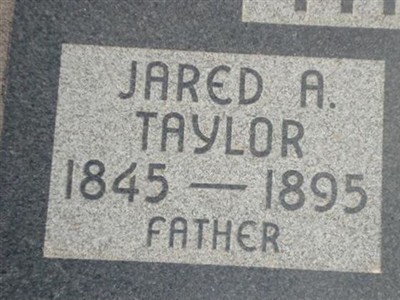 JARED A.
TAYLOR
1845 — 1895
FATHER